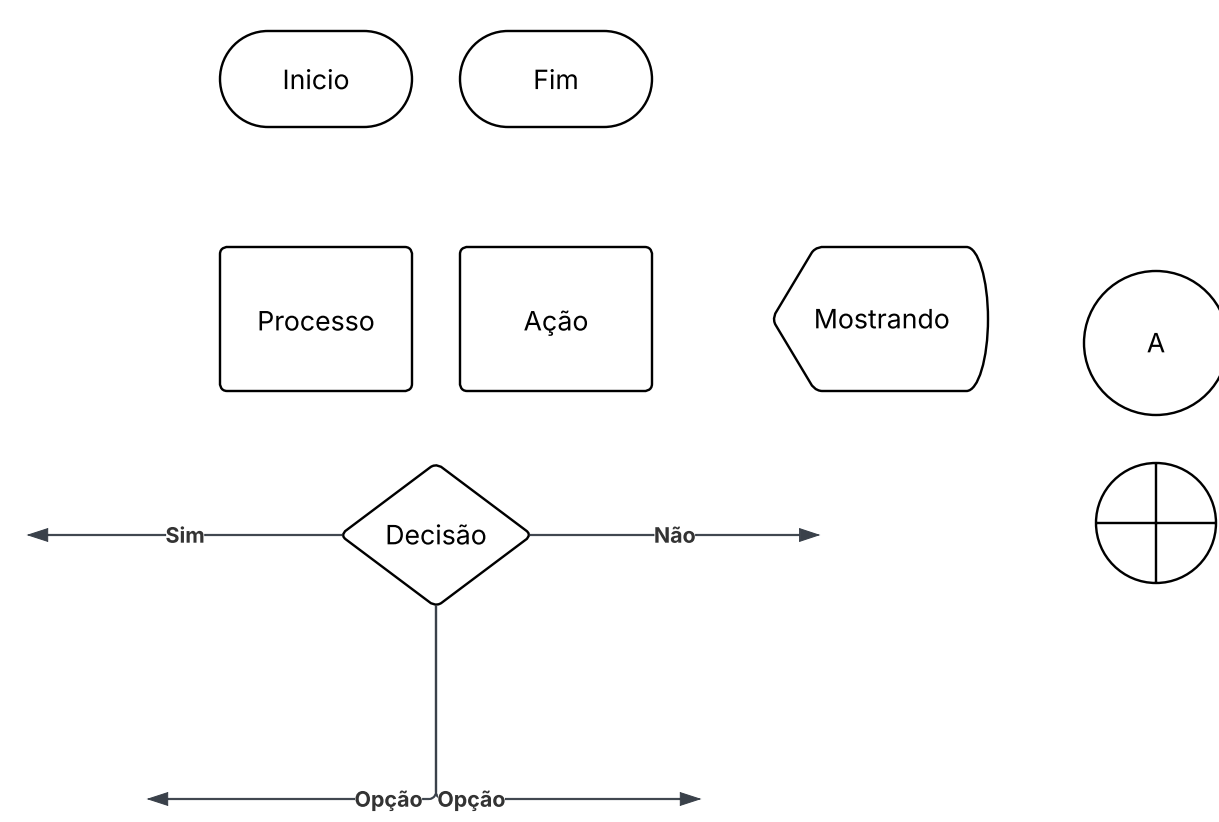 Inicio
Fim
Processo
Ação
Mostrando
A
Decisão
Sim
Não
Opção
Opção